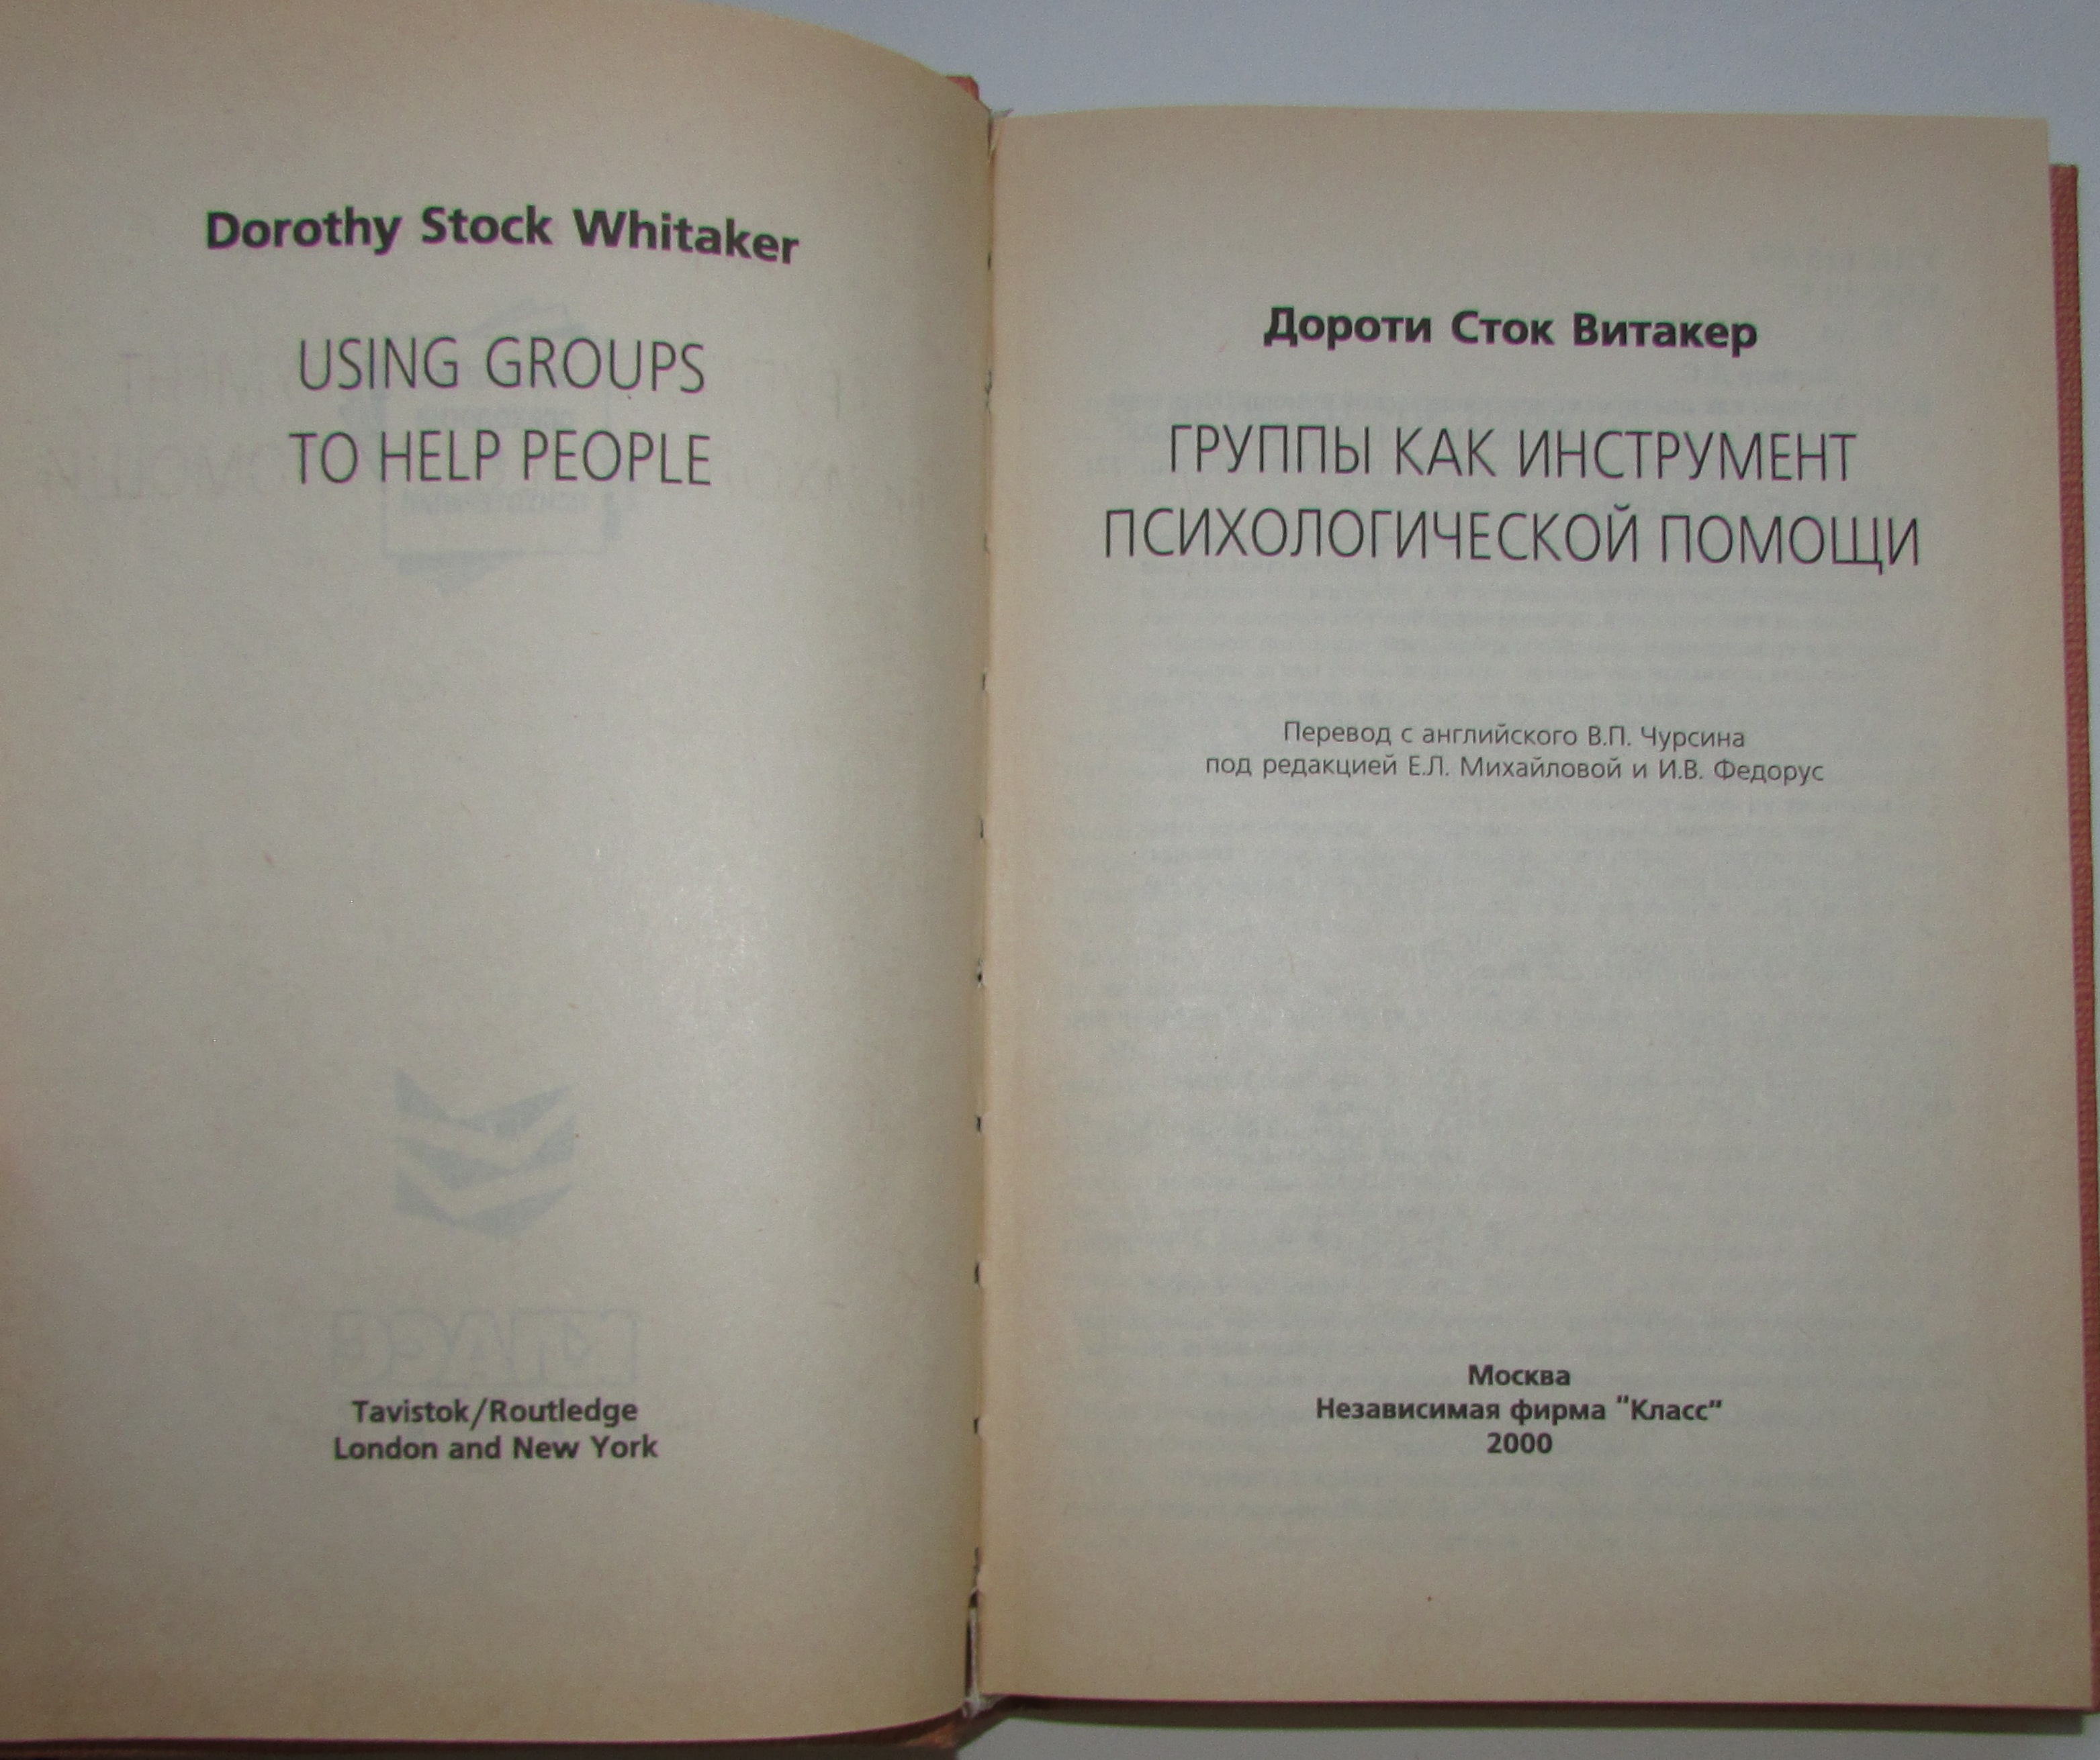 Dorothy Stock Whitaker
USING GROUPS
TO HELP PEOPLE
Tavistok/Routledge
London and New York
Дороти Сток Витакер
ГРУППЫ КАК ИНСТРУМЕНТ
ПСИХОЛОГИЧЕСКОЙ ПОМОЩИ
Перевод с английского В.П. Чурсина
под редакцией Е.Л. Михайловой и И.В. Федорус
Москва
Независимая фирма "Класс"
2000